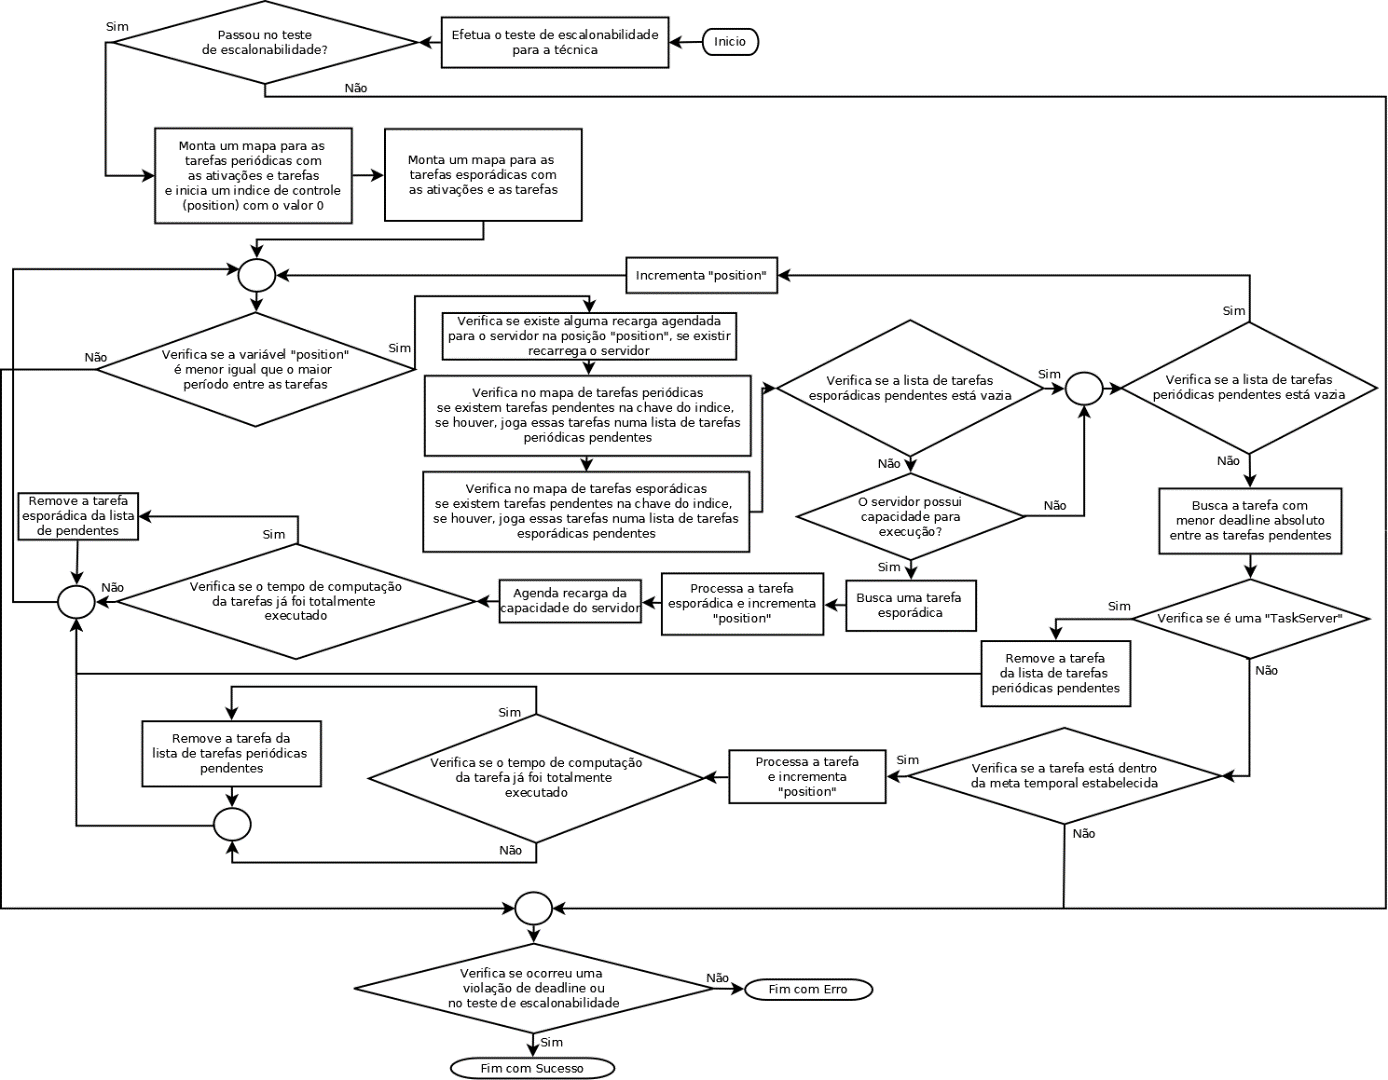 Sim
Passou no teste
de escalonabilidade?
Efetua o teste de escalonabilidade
para a técnica
Inicio
Não
Monta um mapa para as
tarefas periódicas com
as ativações e tarefas
e inicia um indice de controle
(position) com o valor 0
Monta um mapa para as
tarefas esporádicas com
as ativações e as tarefas
Incrementa "position"
Sim
Verifica se existe alguma recarga agendada
para o servidor na posição "position", se existir
recarrega o servidor
Não
Verifica se a variável "position"
é menor igual que o maior
período entre as tarefas
Sim
Verifica no mapa de tarefas periódicas
se existem tarefas pendentes na chave do indice,
se houver, joga essas tarefas numa lista de tarefas
periódicas pendentes
Verifica se a lista de tarefas
esporádicas pendentes está vazia
Sim
Verifica se a lista de tarefas
periódicas pendentes está vazia
Não
Não
Verifica no mapa de tarefas esporádicas
se existem tarefas pendentes na chave do indice,
se houver, joga essas tarefas numa lista de tarefas
esporádicas pendentes
O servidor possui
capacidade para
execução?
Não
Busca a tarefa com
menor deadline absoluto
entre as tarefas pendentes
Remove a tarefa
esporádica da lista
de pendentes
Sim
Não
Verifica se o tempo de computação
da tarefas já foi totalmente
executado
Agenda recarga da
capacidade do servidor
Processa a tarefa
esporádica e incrementa
"position"
Sim
Busca uma tarefa
esporádica
Sim
Verifica se é uma "TaskServer"
Remove a tarefa
da lista de tarefas
periódicas pendentes
Não
Sim
Remove a tarefa da
lista de tarefas periódicas
pendentes
Verifica se o tempo de computação
da tarefa já foi totalmente
executado
Processa a tarefa
e incrementa
"position"
Sim
Verifica se a tarefa está dentro
da meta temporal estabelecida
Não
Não
Verifica se ocorreu uma
violação de deadline ou
no teste de escalonabilidade
Não
Fim com Erro
Sim
Fim com Sucesso